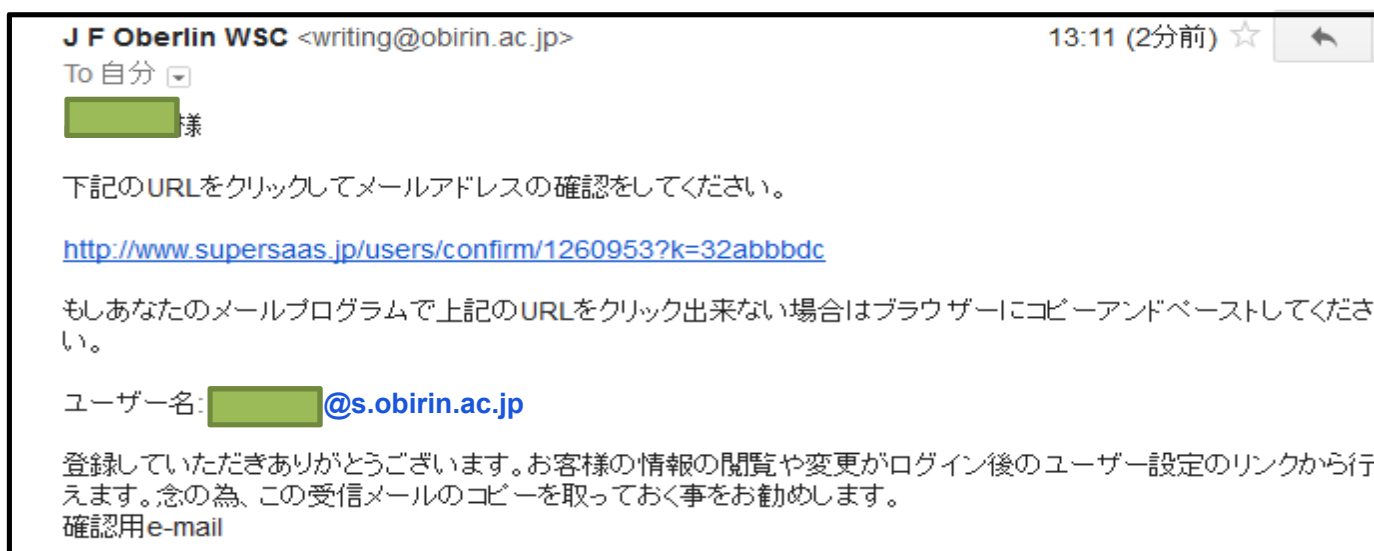 J F Oberlin WSC <writing@obirin.ac.jp> 13:11 (2分前)
To 自分
様
下記のURLをクリックしてメールアドレスの確認をしてください。
http://www.supersaas.jp/users/confirm/1260953?k=32abbbdc
もしあなたのメールプログラムで上記のURLをクリック出来ない場合はブラウザーにコピーアンドペーストしてくださ
い。
ユーザー名: @s.obirin.ac.jp
登録していただきありがとうございます。お客様の情報の閲覧や変更がログイン後のユーザー設定のリンクから行
えます。念の為、この受信メールのコピーを取っておく事をお勧めします。
確認用e-mail